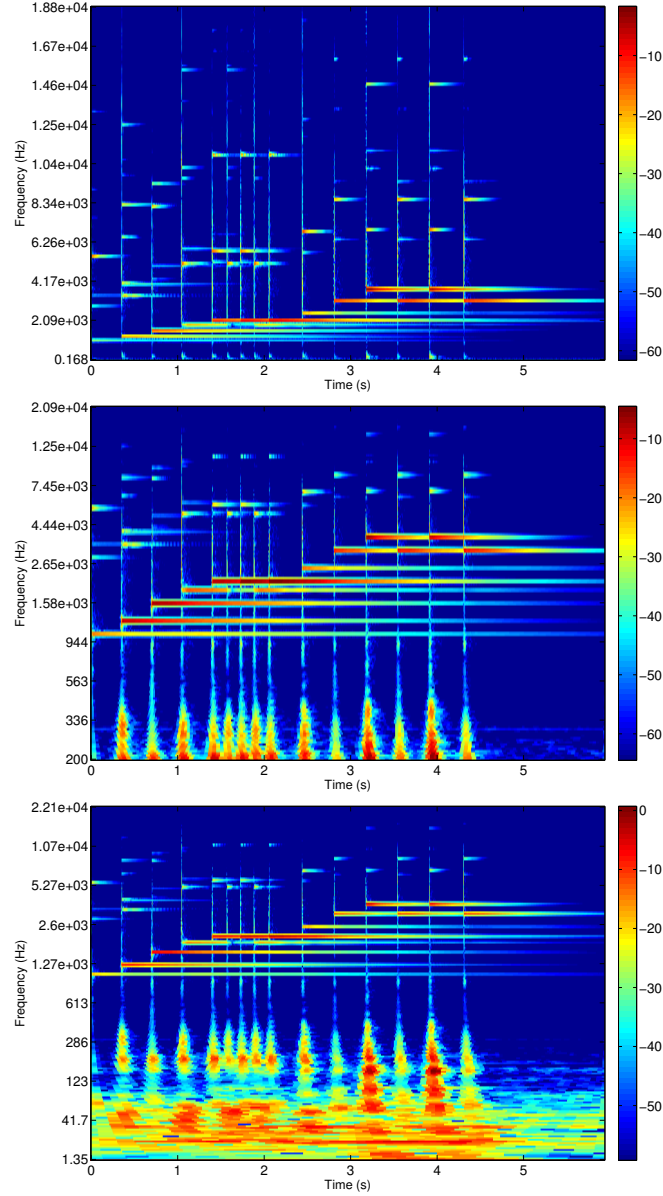 1.88e+04
1.67e+04
1.46e+04
1.25e+04
1.04e+04
8.34e+03
6.26e+03
4.17e+03
2.09e+03
0.168
Frequency (Hz)
0 1 2 3 4 5
Time (s)
−10
−20
−30
−40
−50
−60
2.09e+04
1.25e+04
7.45e+03
4.44e+03
2.65e+03
1.58e+03
944
563
336
200
Frequency (Hz)
0 1 2 3 4 5
Time (s)
−10
−20
−30
−40
−50
−60
2.21e+04
1.07e+04
5.27e+03
2.6e+03
1.27e+03
613
286
123
41.7
1.35
Frequency (Hz)
0 1 2 3 4 5
Time (s)
0
−10
−20
−30
−40
−50